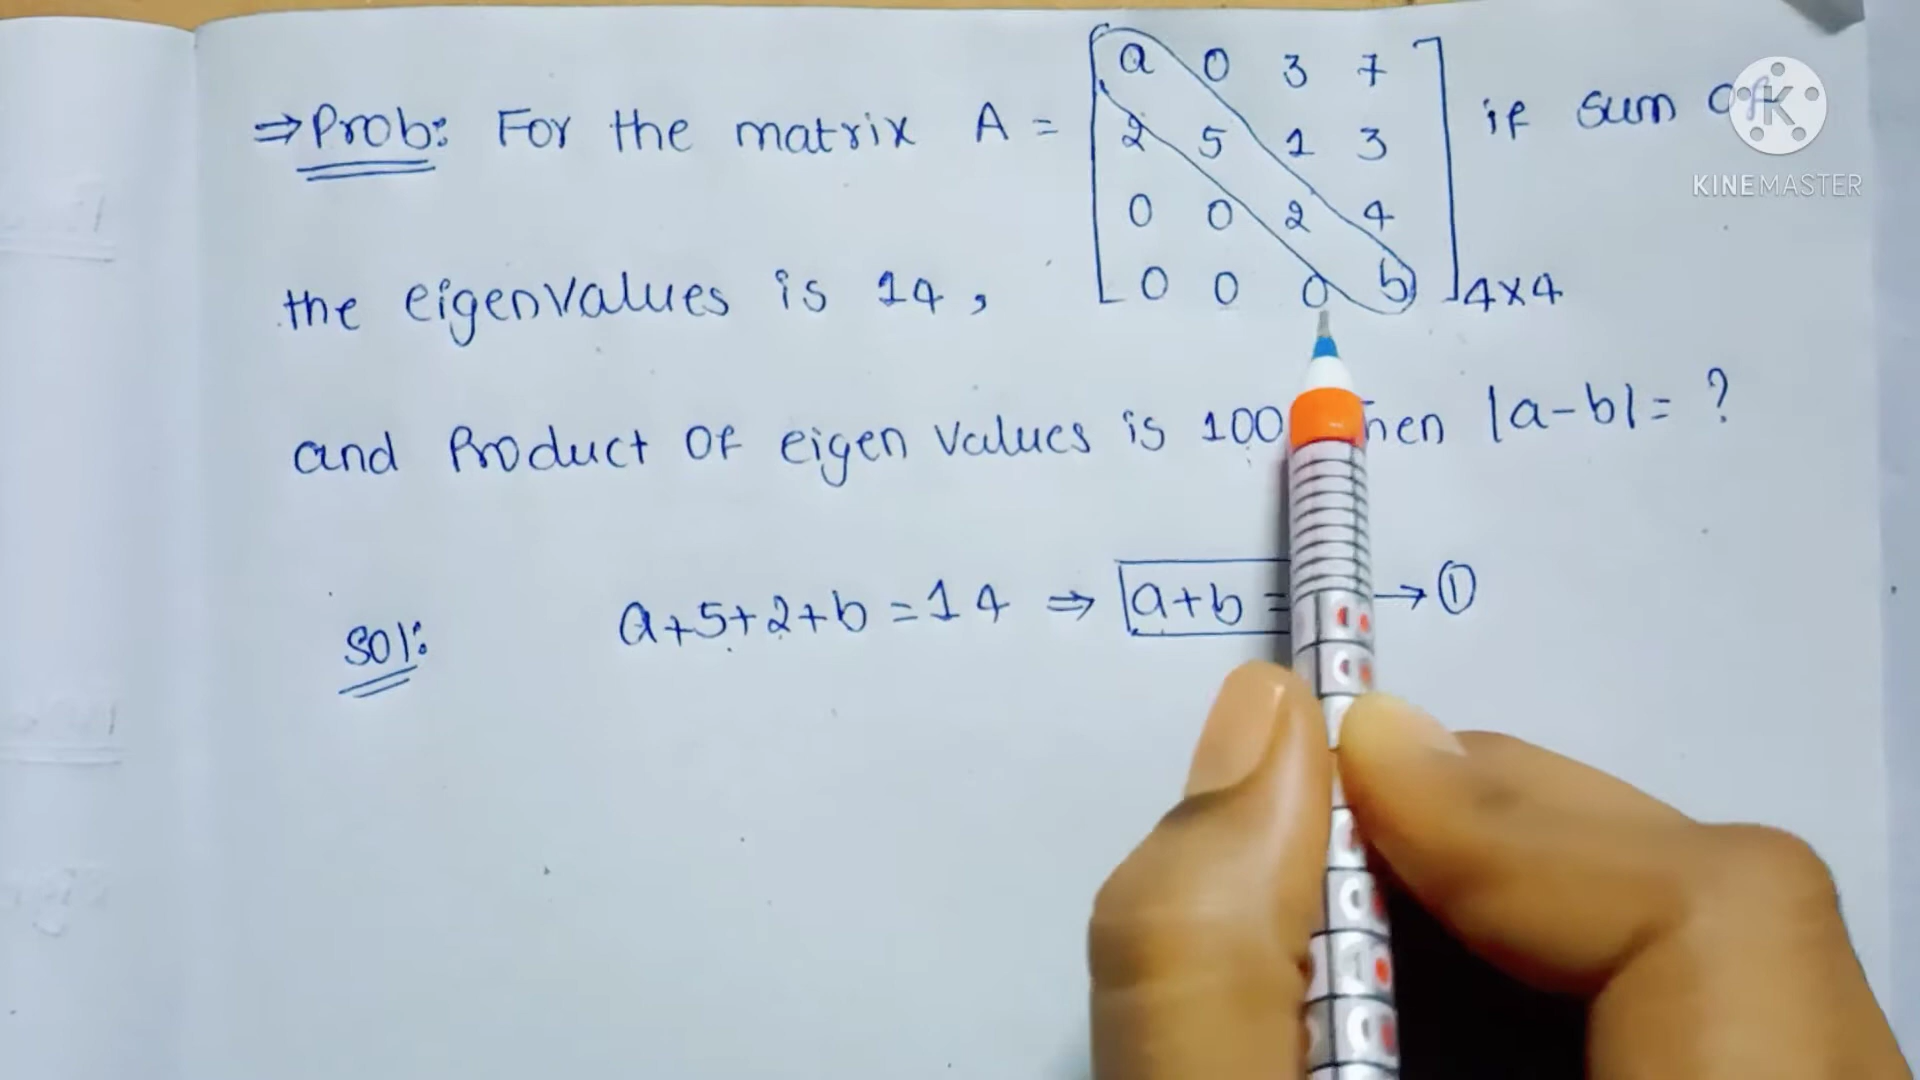 ⇒Prob: For the matrix A = [ a 0 3 7 if sum of
2 5 1 3
0 0 2 4
0 0 0 b ]4×4
the eigenvalues is 14,
and Product of eigen values is 100 |a-b| = ?
Sol: a+5+2+b = 14 ⇒ a+b = → ①
KINEMASTER